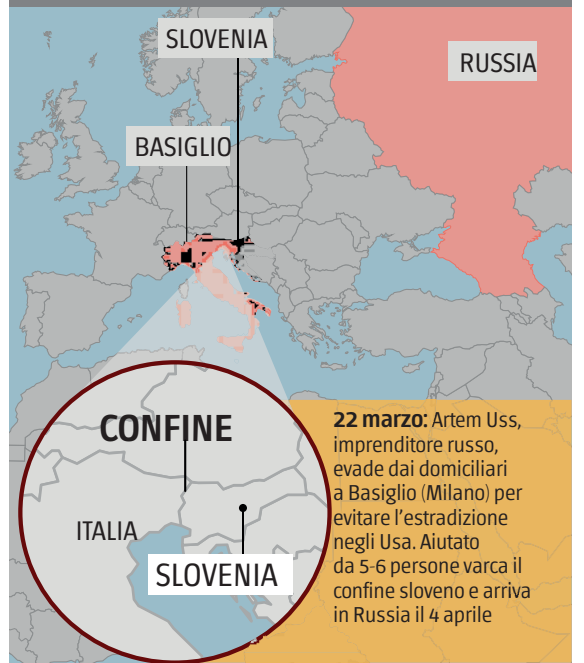 SLOVENIA
RUSSIA
BASIGLIO
CONFINE
ITALIA
SLOVENIA
22 marzo: Artem Uss,
imprenditore russo,
evade dai domiciliari
a Basiglio (Milano) per
evitare l'estradizione
negli Usa. Aiutato
da 5-6 persone varca il
confine sloveno e arriva
in Russia il 4 aprile